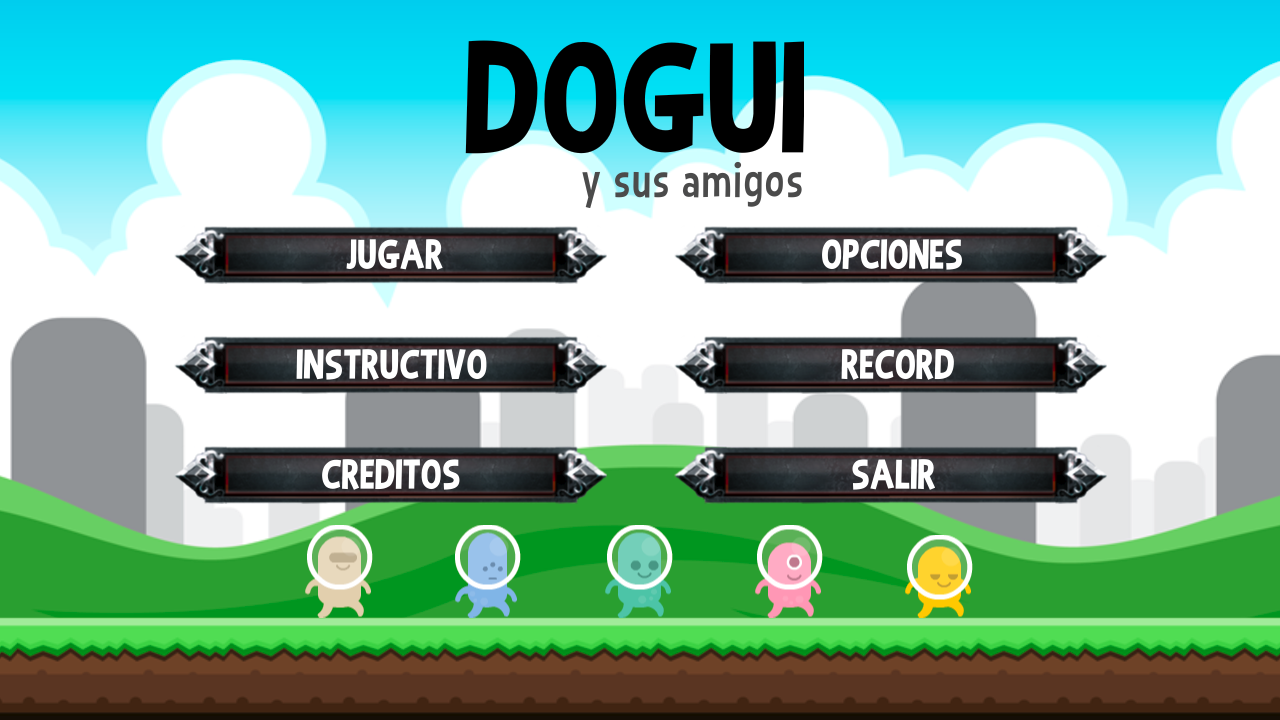 DOGUI
y sus amigos
JUGAR
OPCIONES
INSTRUCTIVO
RECORD
CREDITOS
SALIR